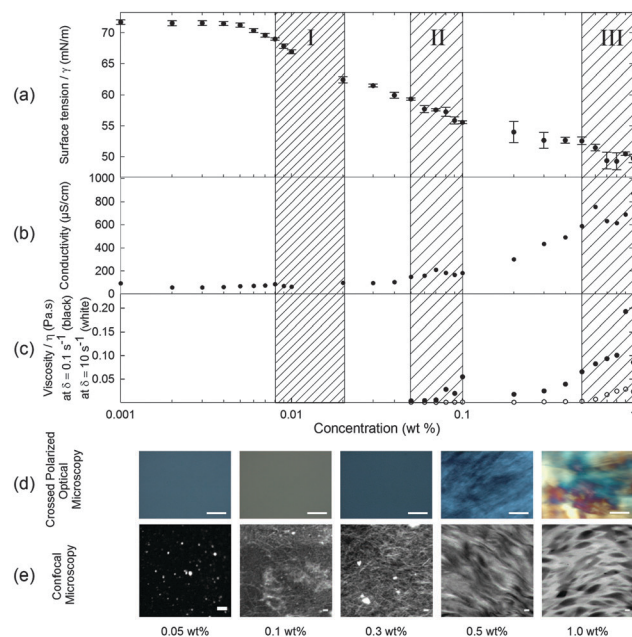 I
II
III
(a)
Surface tension / γ (mN/m)
70
65
60
55
50
(b)
Conductivity (µS/cm)
1000
800
600
400
200
0
(c)
Viscosity / η (Pa.s)
at δ = 0.1 s⁻¹ (black)
at δ = 10 s⁻¹ (white)
0.20
0.15
0.10
0.05
0.001
0.01
0.1
1
Concentration (wt %)
(d)
Crossed Polarized
Optical
Microscopy
(e)
Confocal
Microscopy
0.05 wt%
0.1 wt%
0.3 wt%
0.5 wt%
1.0 wt%